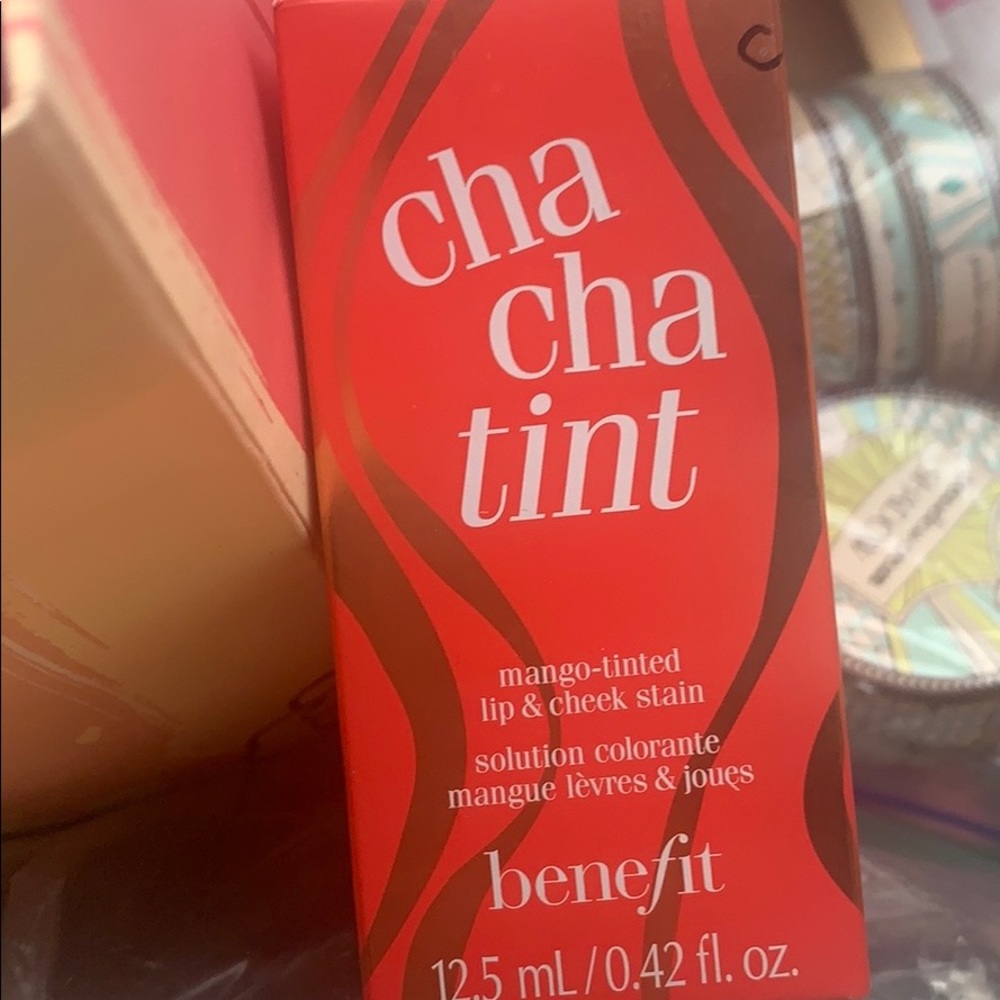 C
cha
cha
tint
mango-tinted
lip & cheek stain
solution colorante
mangue lèvres & joues
benefit
12.5 mL / 0.42 fl. oz.